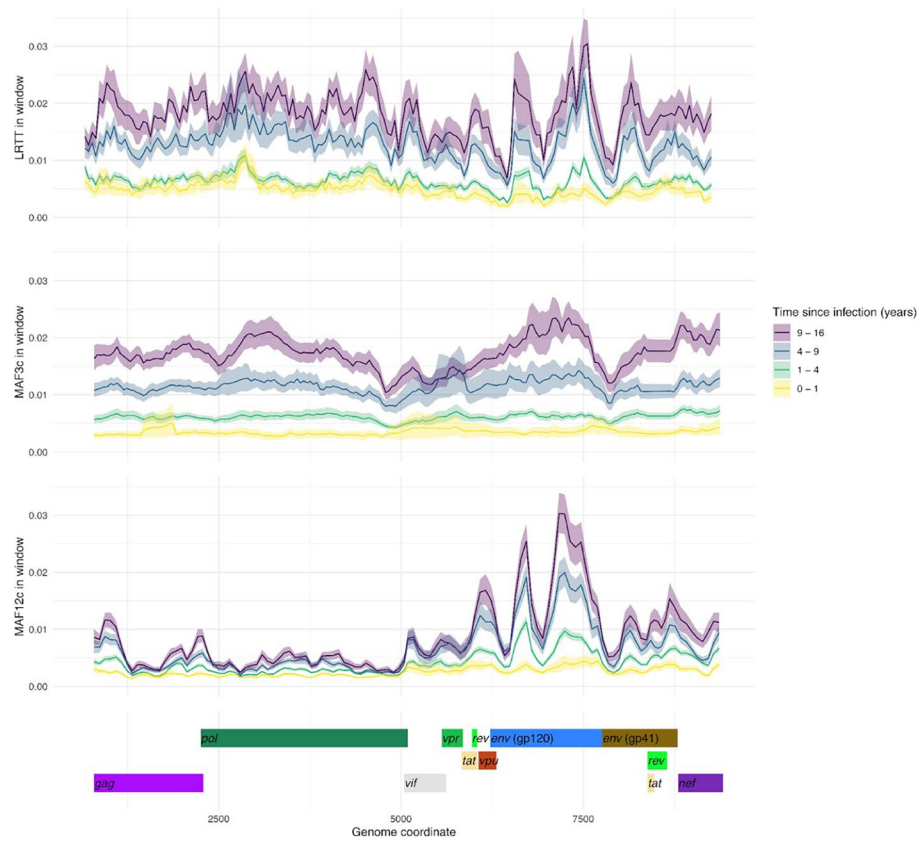 LRTT in window
0.03
0.02
0.01
0.00
MAF3c in window
0.03
0.02
0.01
0.00
MAF12c in window
0.03
0.02
0.01
0.00
Time since infection (years)
9 – 16
4 – 9
1 – 4
0 – 1
pol
vpr
rev
env (gp120)
env (gp41)
tat
vpu
rev
gag
vif
tat
nef
2500
5000
7500
Genome coordinate